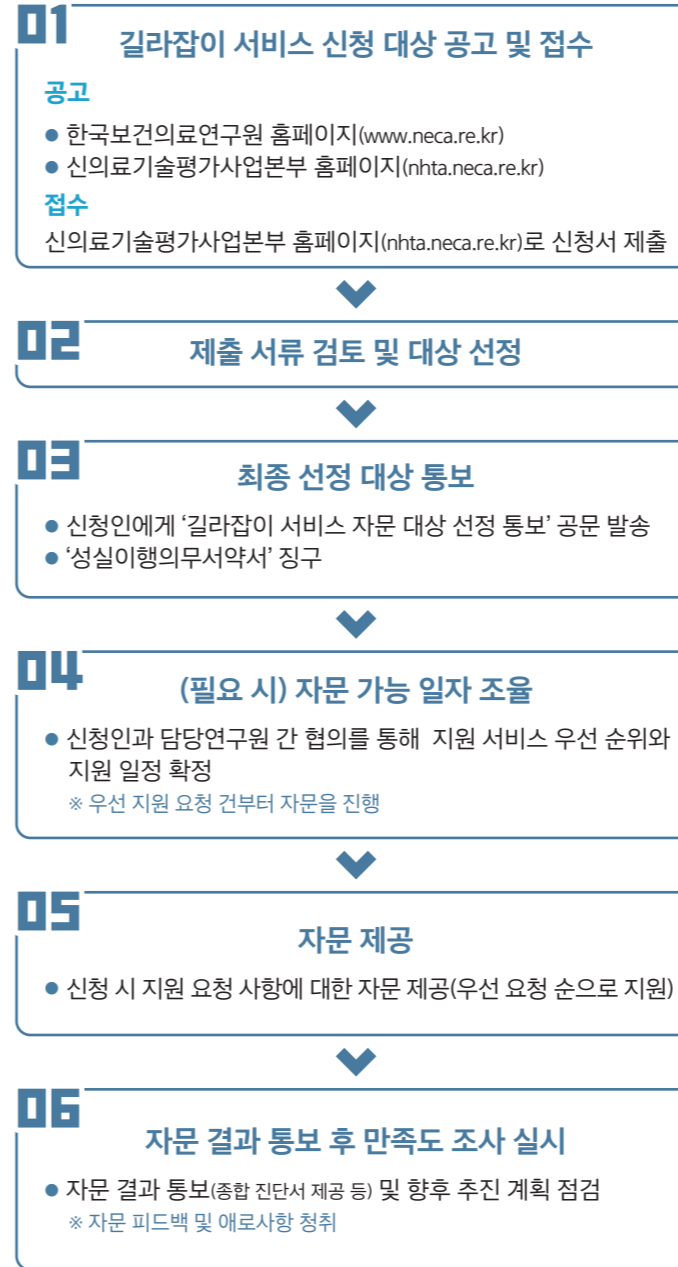 01
길라잡이 서비스 신청 대상 공고 및 접수
공고
● 한국보건의료연구원 홈페이지(www.neca.re.kr)
● 신의료기술평가사업본부 홈페이지(nhta.neca.re.kr)
접수
신의료기술평가사업본부 홈페이지(nhta.neca.re.kr)로 신청서 제출
02
제출 서류 검토 및 대상 선정
03
최종 선정 대상 통보
● 신청인에게 ‘길라잡이 서비스 자문 대상 선정 통보’ 공문 발송
● ‘성실이행의무서약서’ 징구
04
(필요 시) 자문 가능 일자 조율
● 신청인과 담당연구원 간 협의를 통해 지원 서비스 우선 순위와
지원 일정 확정
※ 우선 지원 요청 건부터 자문을 진행
05
자문 제공
● 신청 시 지원 요청 사항에 대한 자문 제공(우선 요청 순으로 지원)
06
자문 결과 통보 후 만족도 조사 실시
● 자문 결과 통보(종합 진단서 제공 등) 및 향후 추진 계획 점검
※ 자문 피드백 및 애로사항 청취